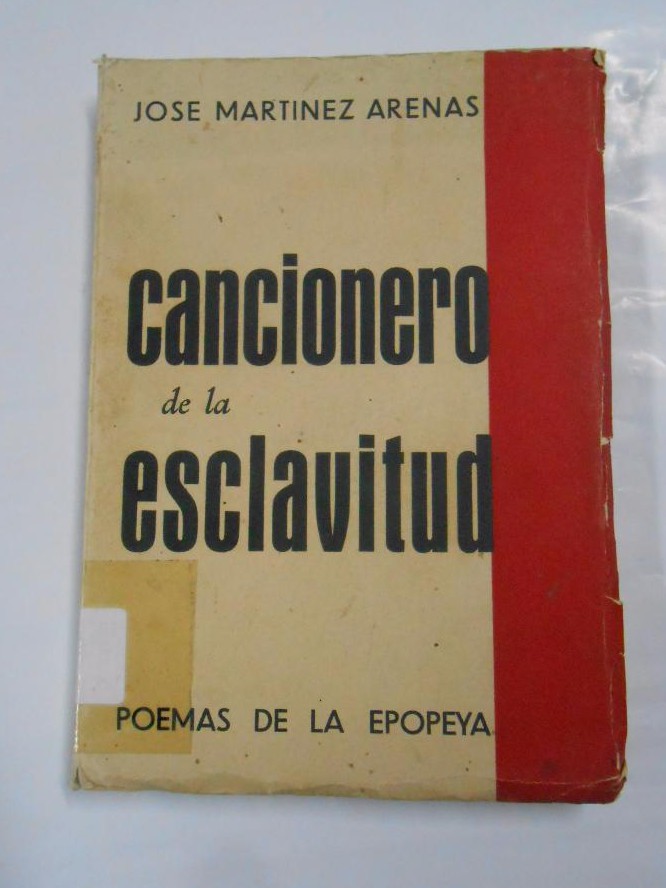 JOSE MARTINEZ ARENAS
cancionero
de la
esclavitud
POEMAS DE LA EPOPEYA